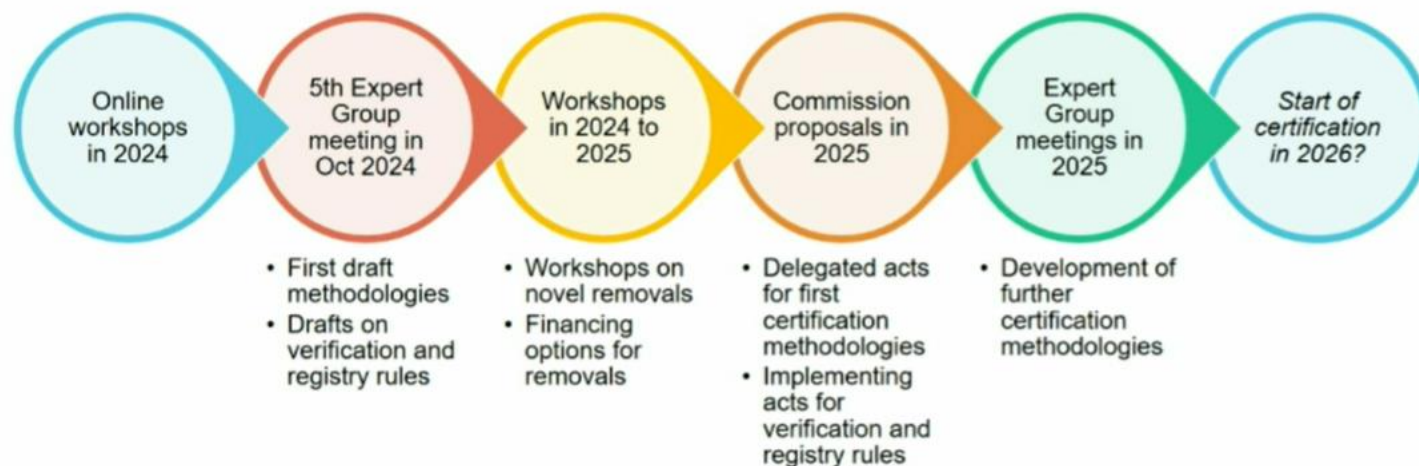 Online
workshops
in 2024
5th Expert
Group
meeting in
Oct 2024
Workshops
in 2024 to
2025
Commission
proposals in
2025
Expert
Group
meetings in
2025
Start of
certification
in 2026?
• First draft
methodologies
• Drafts on
verification and
registry rules
• Workshops on
novel removals
• Financing
options for
removals
• Delegated acts
for first
certification
methodologies
• Implementing
acts for
verification and
registry rules
• Development of
further
certification
methodologies